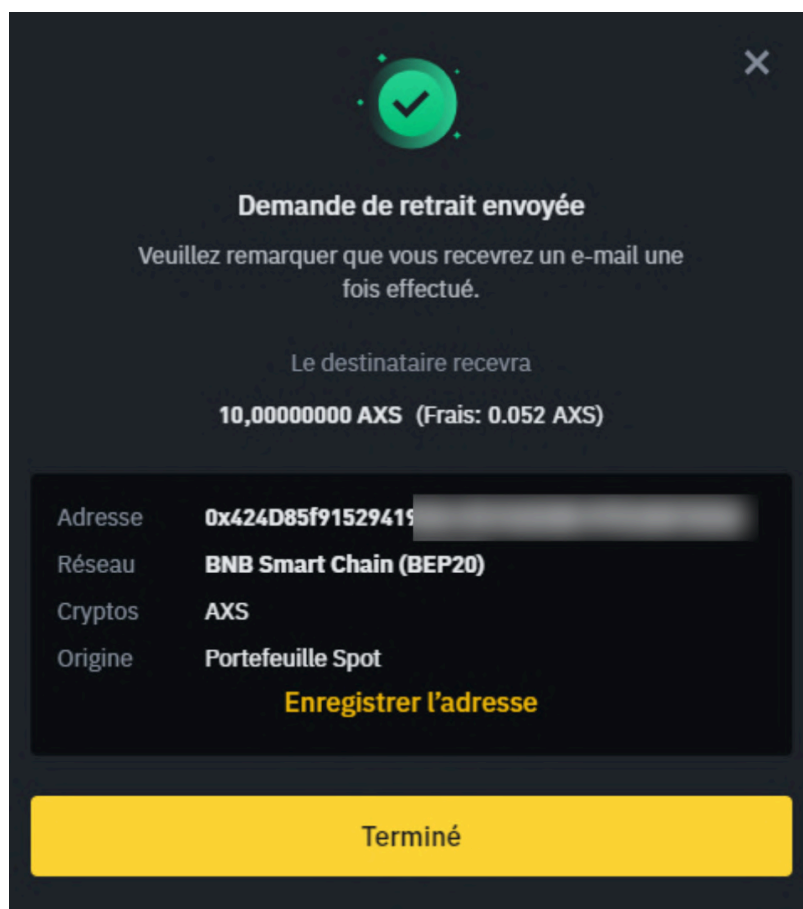 Demande de retrait envoyée
Veuillez remarquer que vous recevrez un e-mail une
fois effectué.
Le destinataire recevra
10,00000000 AXS (Frais: 0.052 AXS)
Adresse 0x424D85f91529419
Réseau BNB Smart Chain (BEP20)
Cryptos AXS
Origine Portefeuille Spot
Enregistrer l’adresse
Terminé